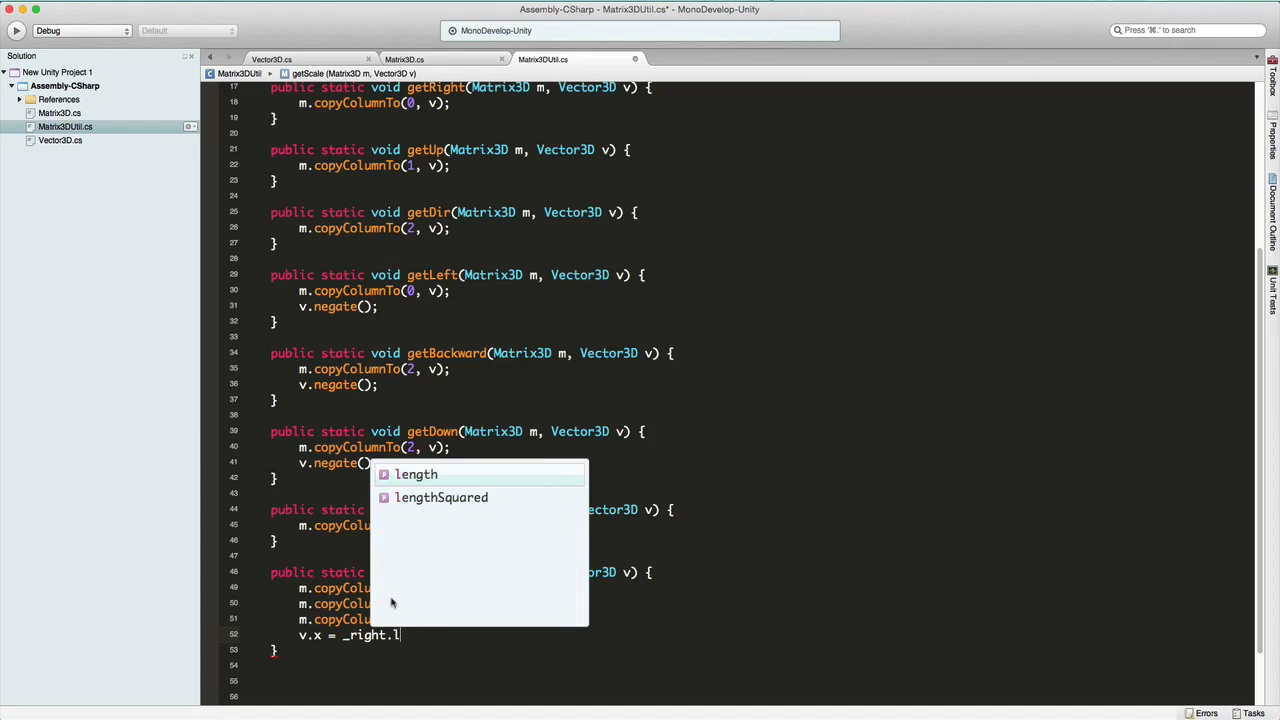 Assembly-CSharp - Matrix3DUtil.cs* - MonoDevelop-Unity
Debug
Default
MonoDevelop-Unity
Press '⌘.' to search
Solution
Vector3D.cs
Matrix3D.cs
Matrix3DUtil.cs
New Unity Project 1
Assembly-CSharp
References
Matrix3D.cs
Matrix3DUtil.cs
Vector3D.cs
Matrix3DUtil
getScale (Matrix3D m, Vector3D v)
17 public static void getRight(Matrix3D m, Vector3D v) {
18 m.copyColumnTo(0, v);
19 }
20
21 public static void getUp(Matrix3D m, Vector3D v) {
22 m.copyColumnTo(1, v);
23 }
24
25 public static void getDir(Matrix3D m, Vector3D v) {
26 m.copyColumnTo(2, v);
27 }
28
29 public static void getLeft(Matrix3D m, Vector3D v) {
30 m.copyColumnTo(0, v);
31 v.negate();
32 }
33
34 public static void getBackward(Matrix3D m, Vector3D v) {
35 m.copyColumnTo(2, v);
36 v.negate();
37 }
38
39 public static void getDown(Matrix3D m, Vector3D v) {
40 m.copyColumnTo(2, v);
41 v.negate()
42 }
43
44 public static ector3D v) {
45 m.copyColum
46 }
47
48 public static or3D v) {
49 m.copyColu
50 m.copyColu
51 m.copyColu
52 v.x = _right.l
53 }
54
55
56
length
lengthSquared
Toolbox
Properties
Document Outline
Unit Tests
Errors
Tasks